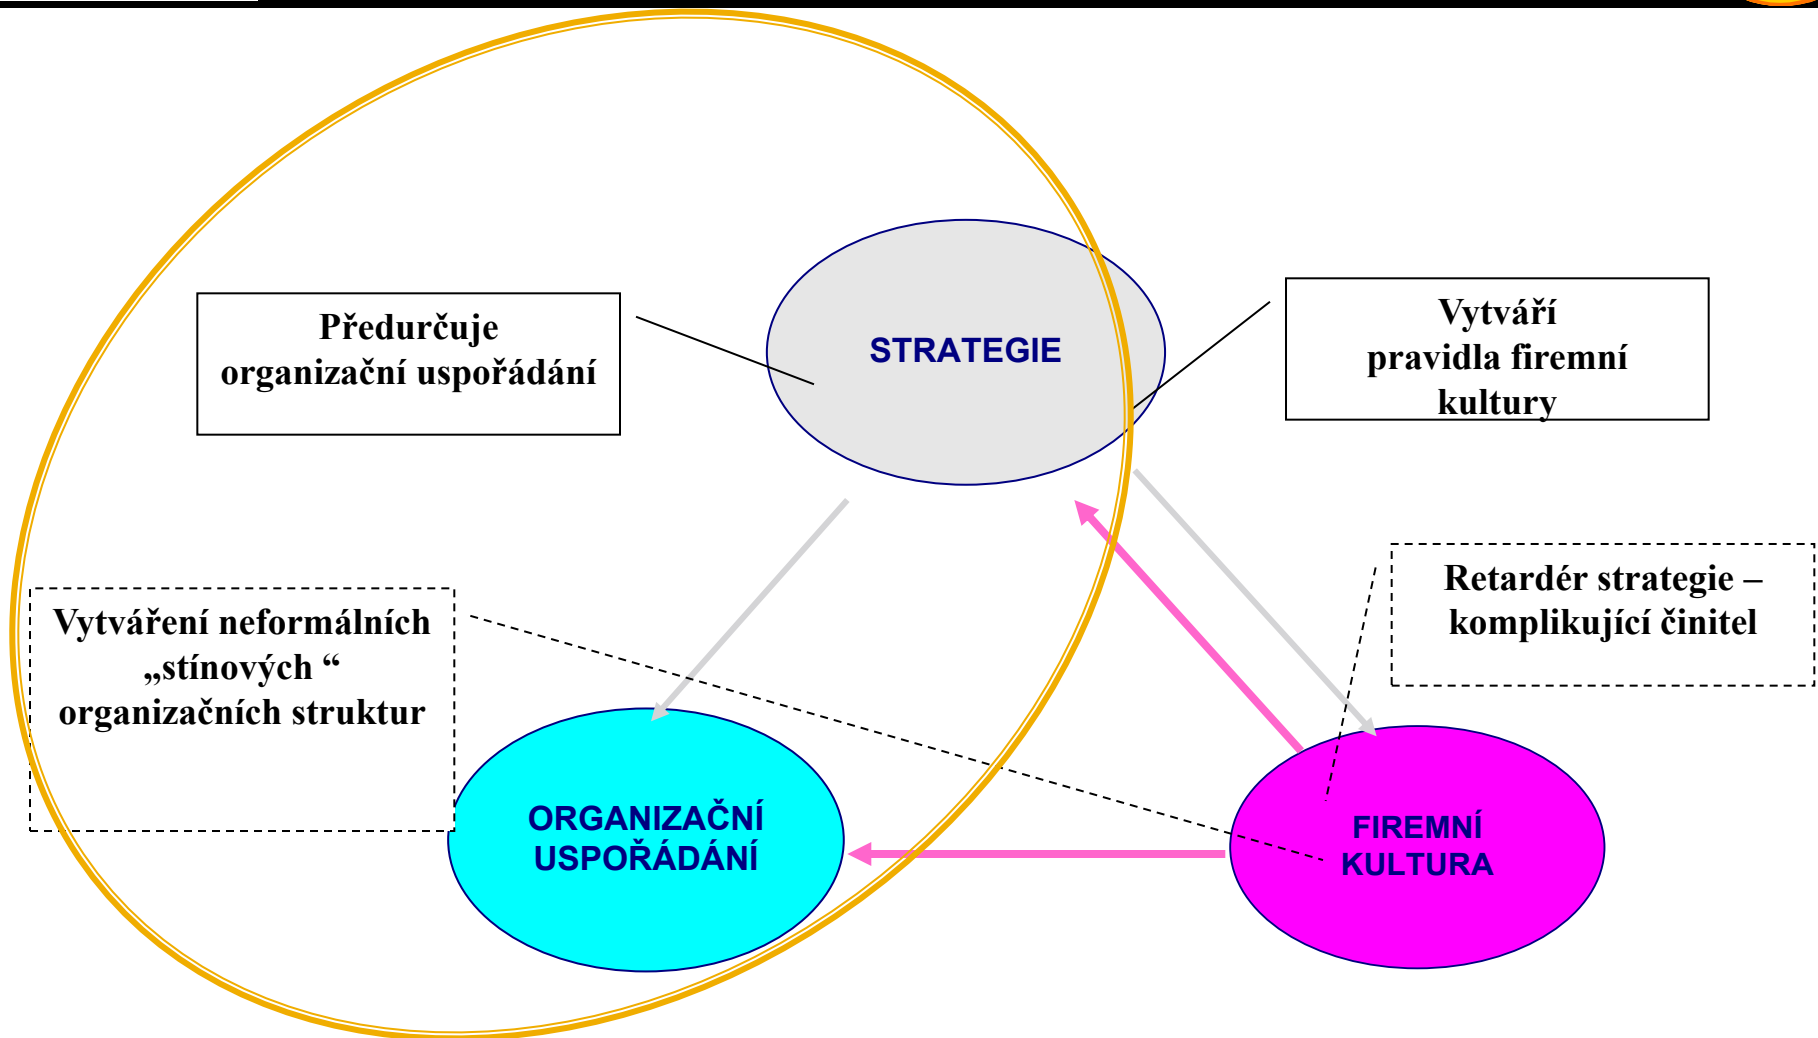 STRATEGIE
Předurčuje
organizační uspořádání
Vytváří
pravidla firemní
kultury
Retardér strategie –
komplikující činitel
Vytváření neformálních
„stínových “
organizačních struktur
ORGANIZAČNÍ
USPOŘÁDÁNÍ
FIREMNÍ
KULTURA